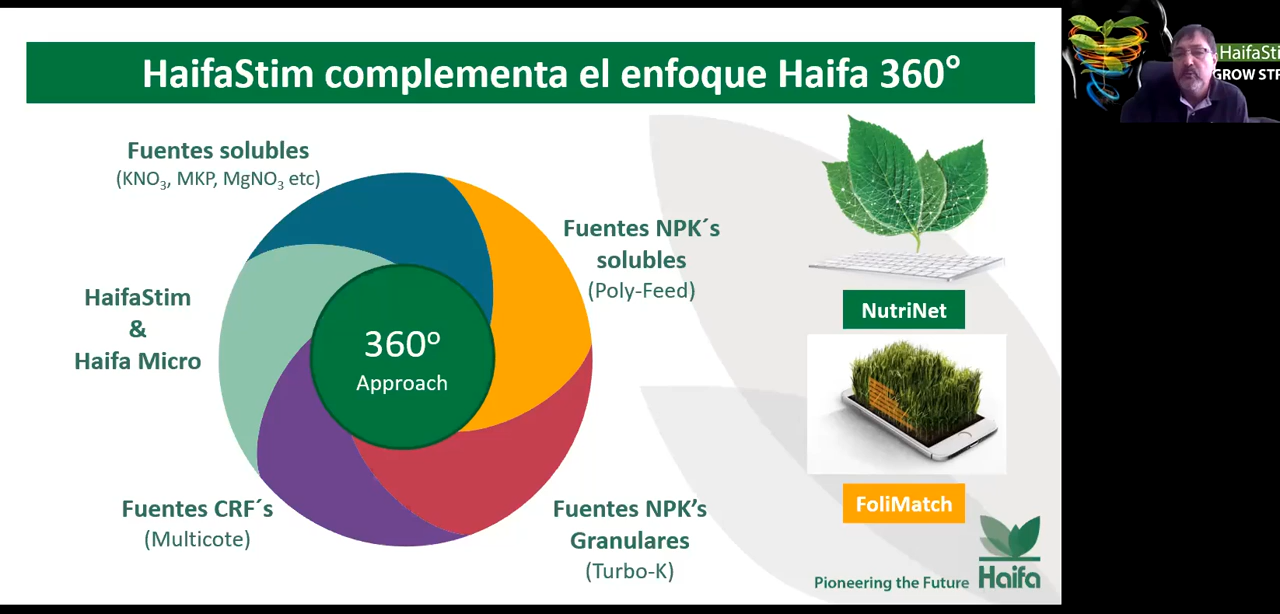 HaifaStim complementa el enfoque Haifa 360°
Fuentes solubles
(KNO₃, MKP, MgNO₃ etc)
Fuentes NPK´s
solubles
(Poly-Feed)
HaifaStim
&
Haifa Micro
360º
Approach
Fuentes CRF´s
(Multicote)
Fuentes NPK’s
Granulares
(Turbo-K)
NutriNet
FoliMatch
Pioneering the Future
Haifa
HaifaSti
GROW STR